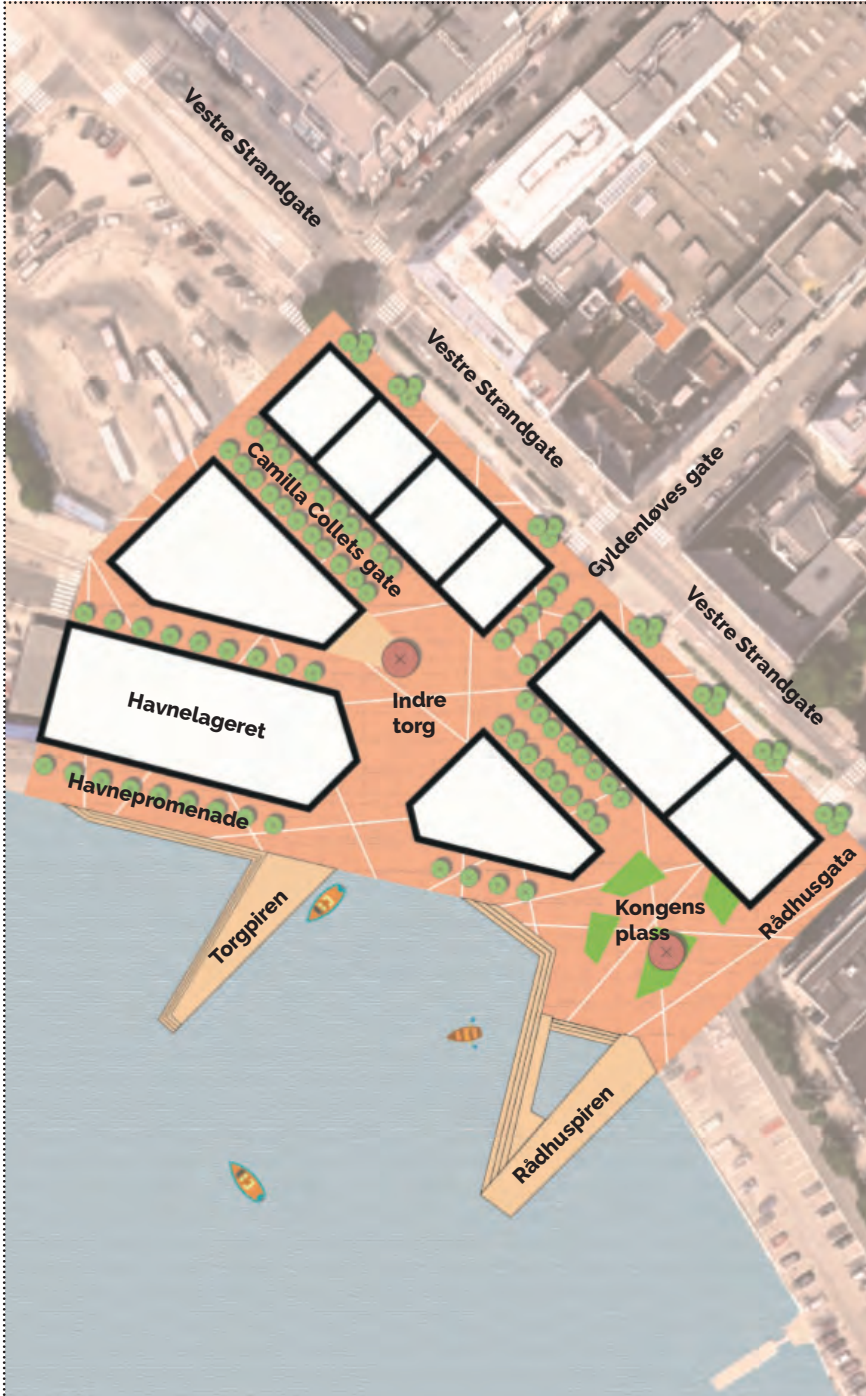 Vestre Strandgate
Vestre Strandgate
Camilla Collets gate
Gyldenløves gate
Vestre Strandgate
Havnelageret
Indre
torg
Havnepromenade
Kongens
plass
Rådhusgata
Torgpiren
Rådhuspiren